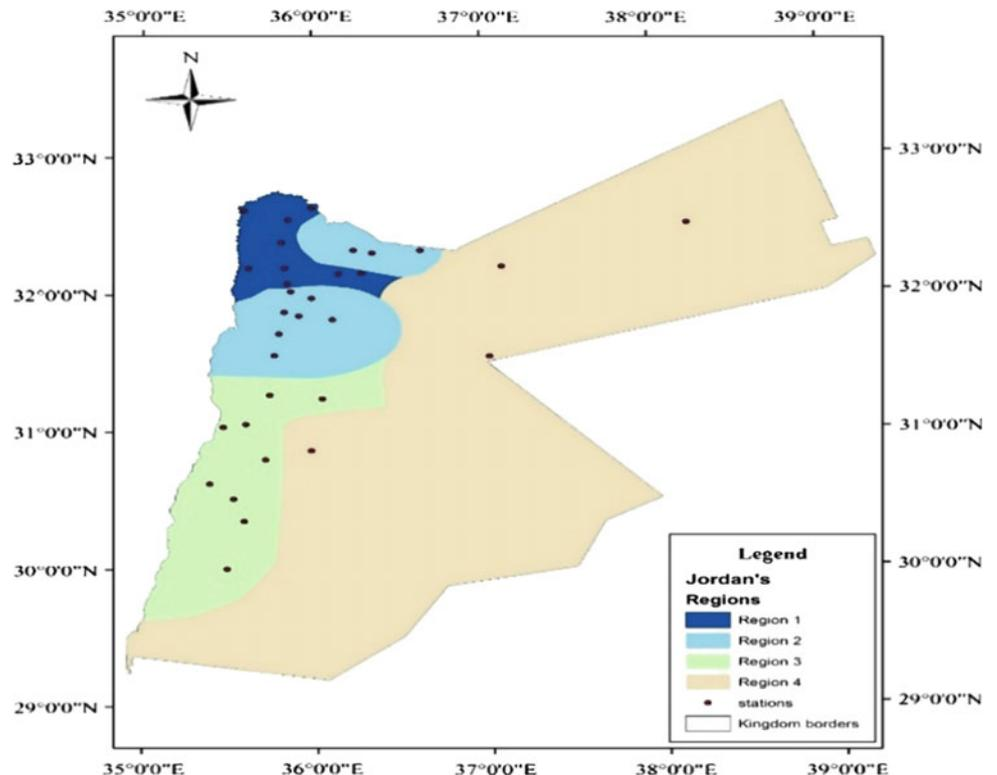 35°0'0"E 36°0'0"E 37°0'0"E 38°0'0"E 39°0'0"E
N
33°0'0"N 33°0'0"N
32°0'0"N 32°0'0"N
31°0'0"N 31°0'0"N
30°0'0"N 30°0'0"N
29°0'0"N 29°0'0"N
Legend
Jordan's
Regions
Region 1
Region 2
Region 3
Region 4
stations
Kingdom borders
35°0'0"E 36°0'0"E 37°0'0"E 38°0'0"E 39°0'0"E